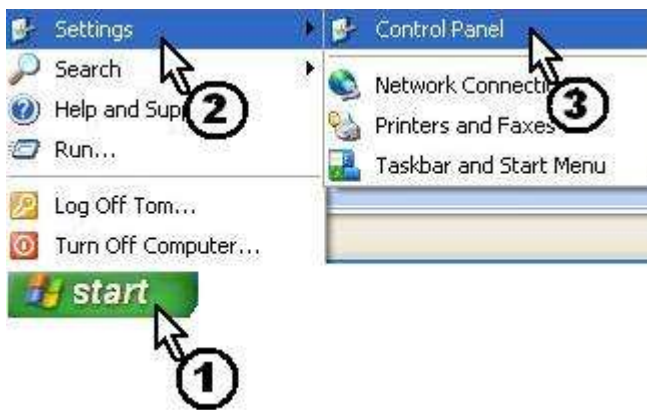 Settings
Search
Help and Sup
Run...
Log Off Tom...
Turn Off Computer...
start
1
2
Control Panel
Network Connecti
Printers and Faxes
Taskbar and Start Menu
3